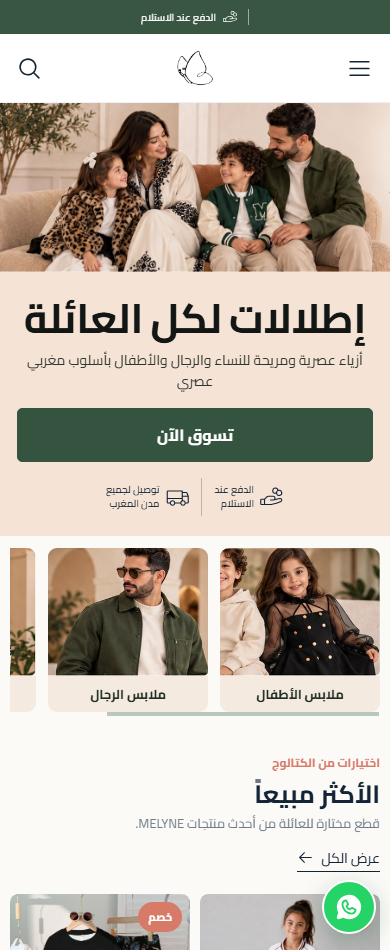 الدفع عند الاستلام
إطلالات لكل العائلة
أزياء عصرية ومريحة للنساء والرجال والأطفال بأسلوب مغربي
عصري
تسوق الآن
الدفع عند
الاستلام
توصيل لجميع
مدن المغرب
ملابس الأطفال
ملابس الرجال
اختيارات من الكتالوج
الأكثر مبيعاً
قطع مختارة للعائلة من أحدث منتجات MELYNE.
عرض الكل
خصم